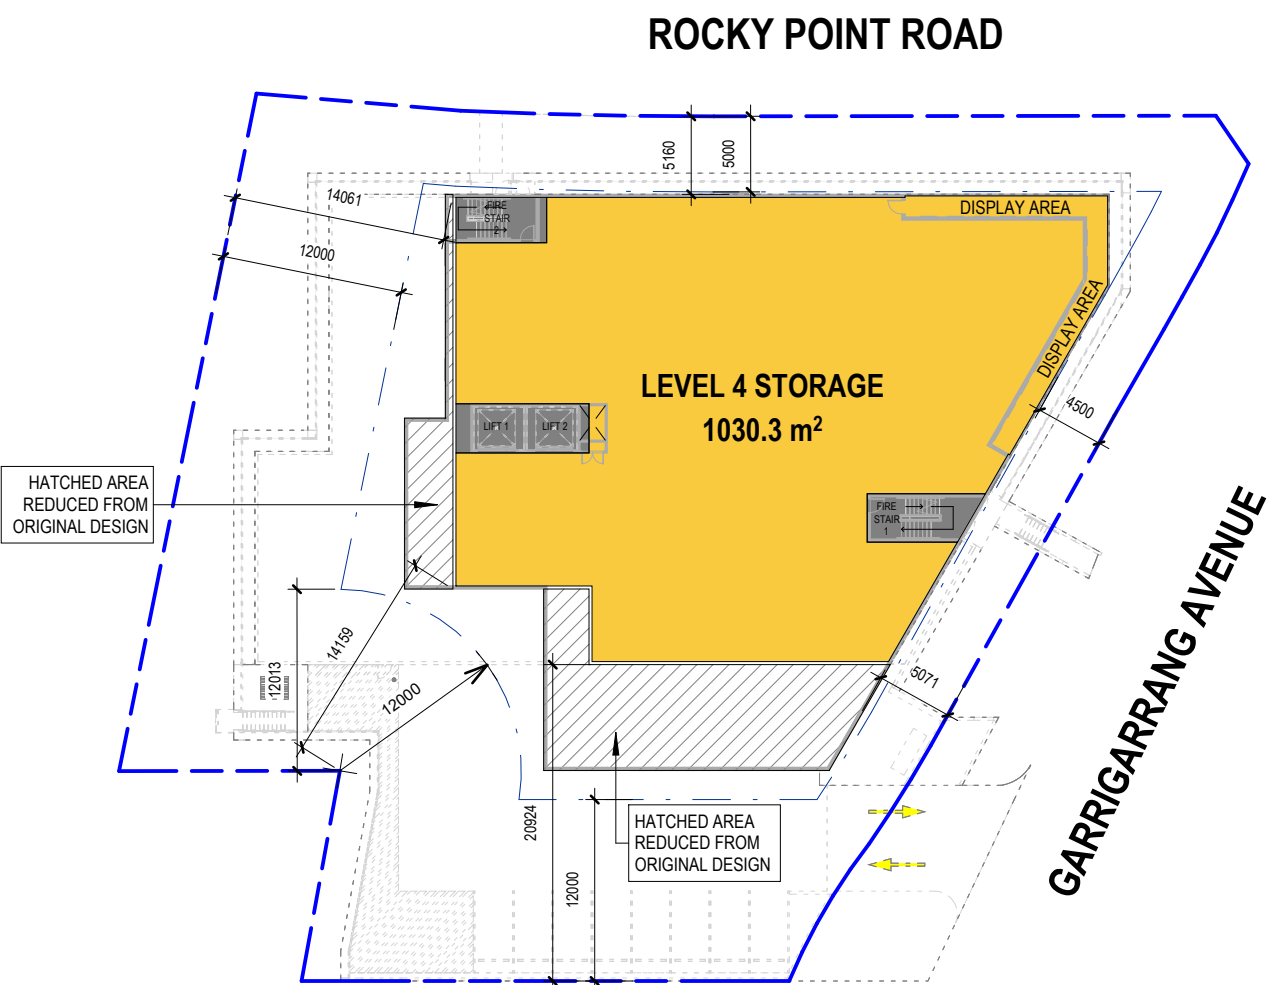 ROCKY POINT ROAD
5160
5000
14061
12000
FIRE
STAIR
2
DISPLAY AREA
DISPLAY AREA
LEVEL 4 STORAGE
1030.3 m²
LIFT 1
LIFT 2
4500
HATCHED AREA
REDUCED FROM
ORIGINAL DESIGN
FIRE
STAIR
1
GARRIGARRANG AVENUE
14159
12013
12000
5071
20924
12000
HATCHED AREA
REDUCED FROM
ORIGINAL DESIGN